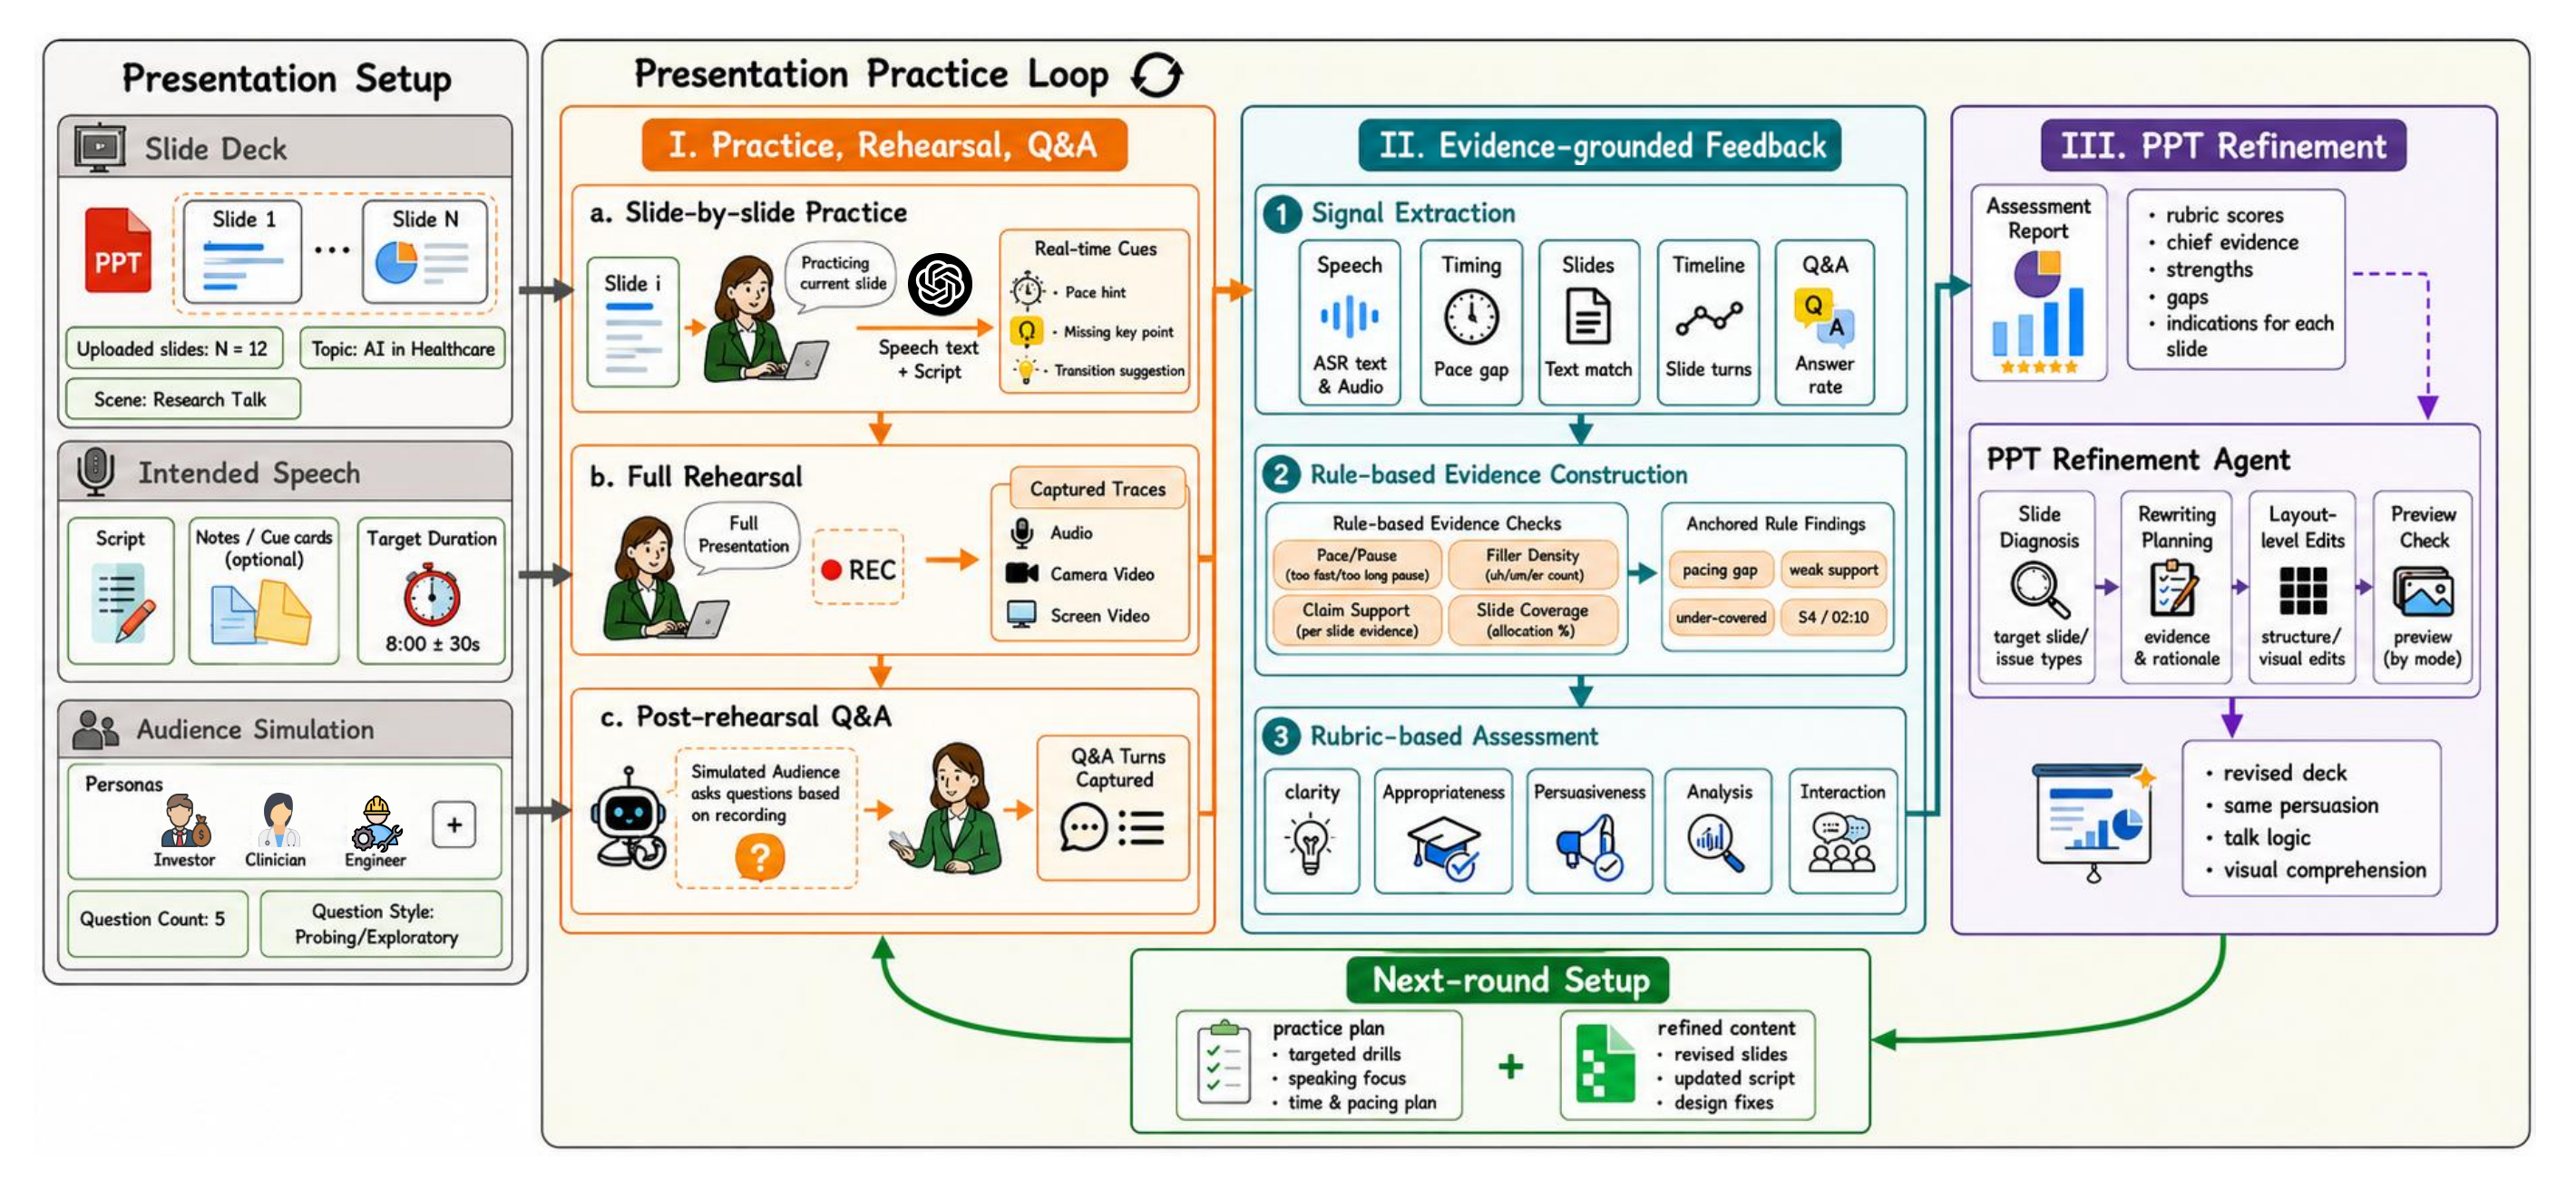 Presentation Setup
Slide Deck
PPT
Slide 1
...
Slide N
Uploaded slides: N = 12
Topic: AI in Healthcare
Scene: Research Talk
Intended Speech
Script
Notes / Cue cards
(optional)
Target Duration
8:00 ± 30s
Audience Simulation
Personas
Investor
Clinician
Engineer
+
Question Count: 5
Question Style:
Probing/Exploratory
Presentation Practice Loop
I. Practice, Rehearsal, Q&A
a. Slide-by-slide Practice
Slide i
Practicing
current slide
Speech text
+ Script
Real-time Cues
· Pace hint
· Missing key point
· Transition suggestion
b. Full Rehearsal
Full
Presentation
REC
Captured Traces
Audio
Camera Video
Screen Video
c. Post-rehearsal Q&A
Simulated Audience
asks questions based
on recording
?
Q&A Turns
Captured
II. Evidence-grounded Feedback
1 Signal Extraction
Speech
ASR text
& Audio
Timing
Pace gap
Slides
Text match
Timeline
Slide turns
Q&A
Q
A
Answer
rate
2 Rule-based Evidence Construction
Rule-based Evidence Checks
Pace/Pause
(too fast/too long pause)
Filler Density
(uh/um/er count)
Claim Support
(per slide evidence)
Slide Coverage
(allocation %)
Anchored Rule Findings
pacing gap
weak support
under-covered
S4 / 02:10
3 Rubric-based Assessment
clarity
Appropriateness
Persuasiveness
Analysis
Interaction
III. PPT Refinement
Assessment
Report
• rubric scores
• chief evidence
• strengths
• gaps
• indications for each
slide
PPT Refinement Agent
Slide
Diagnosis
target slide/
issue types
Rewriting
Planning
evidence
& rationale
Layout-
level Edits
structure/
visual edits
Preview
Check
preview
(by mode)
• revised deck
• same persuasion
• talk logic
• visual comprehension
Next-round Setup
practice plan
• targeted drills
• speaking focus
• time & pacing plan
+
refined content
• revised slides
• updated script
• design fixes